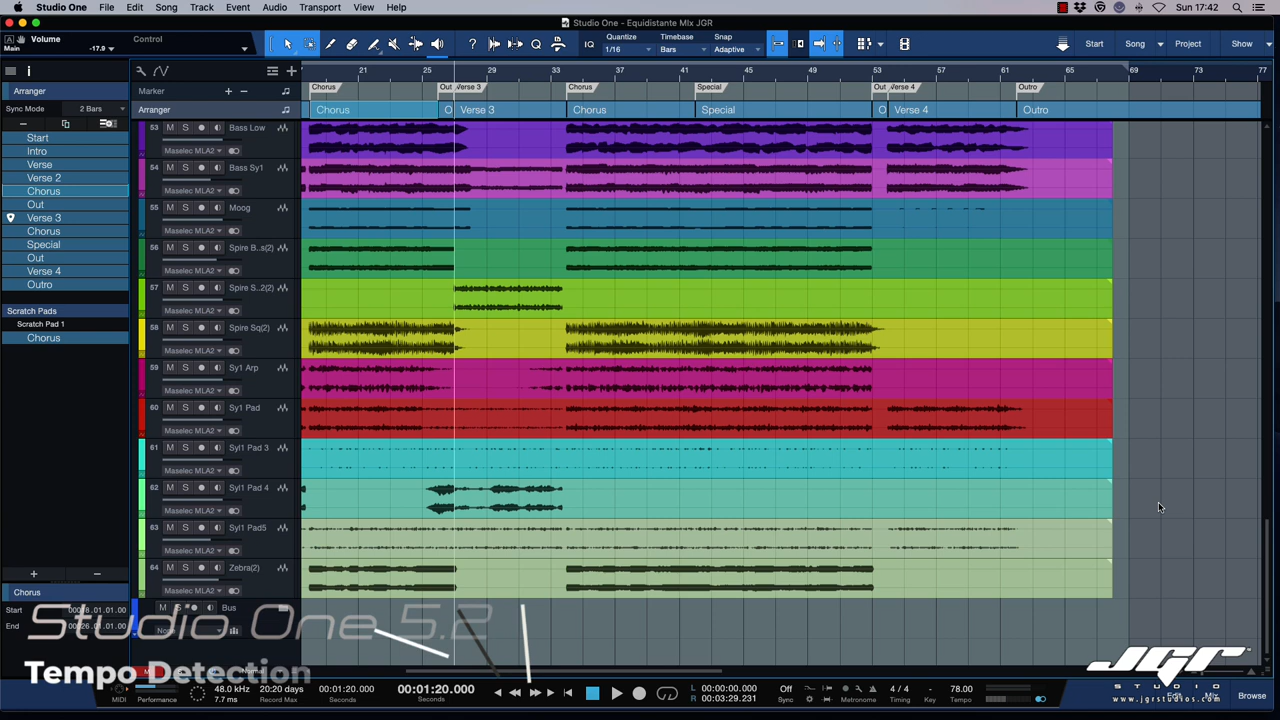 Studio One File Edit Song Track Event Audio Transport View Help Sun 17:42
Studio One - Equidistante MIx JGR
Volume Control
Main -17.9
IQ Quantize 1/16 Timebase Bars Snap Adaptive Start Song Project Show
21 25 29 33 37 41 45 49 53 57 61 65 69 73 77
Marker
Chorus Out Verse 3 Chorus Special Out Verse 4 Outro
Arranger
Chorus O Verse 3 Chorus Special O Verse 4 Outro
Arranger
Sync Mode 2 Bars
Start
Intro
Verse
Verse 2
Chorus
Out
Verse 3
Chorus
Special
Out
Verse 4
Outro
Scratch Pads
Scratch Pad 1
Chorus
53 Bass Low
M S Maselec MLA2
54 Bass Sy1
M S Maselec MLA2
55 Moog
M S Maselec MLA2
56 Spire B..s(2)
M S Maselec MLA2
57 Spire S..2(2)
M S Maselec MLA2
58 Spire Sq(2)
M S Maselec MLA2
59 Sy1 Arp
M S Maselec MLA2
60 Sy1 Pad
M S Maselec MLA2
61 Syl1 Pad 3
M S Maselec MLA2
62 Syl1 Pad 4
M S Maselec MLA2
63 Syl1 Pad5
M S Maselec MLA2
64 Zebra(2)
M S Maselec MLA2
M S Bus
Chorus
Start
End
Studio One 5.2
Tempo Detection
JGR
STUDIO
www.jgrstudios.com
MIDI Performance
48.0 kHz
7.7 ms
20:20 days
Record Max
00:01:20.000
Seconds
00:01:20.000
Seconds
L 00:00:00.000
R 00:03:29.231
Off
Sync
Metronome
4 / 4
Timing
-
Key
78.00
Tempo
Browse